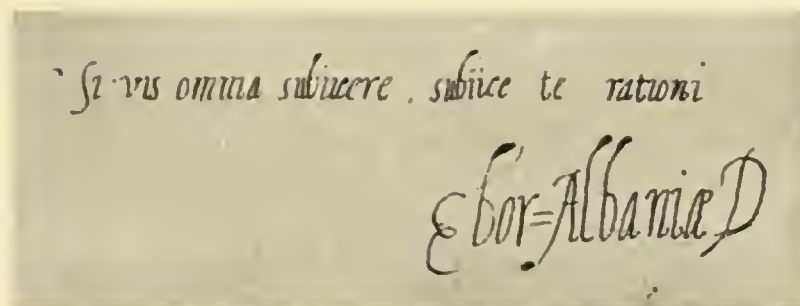 Si vis omnia subiicere, subiice te rationi
Ebor=Albaniæ D